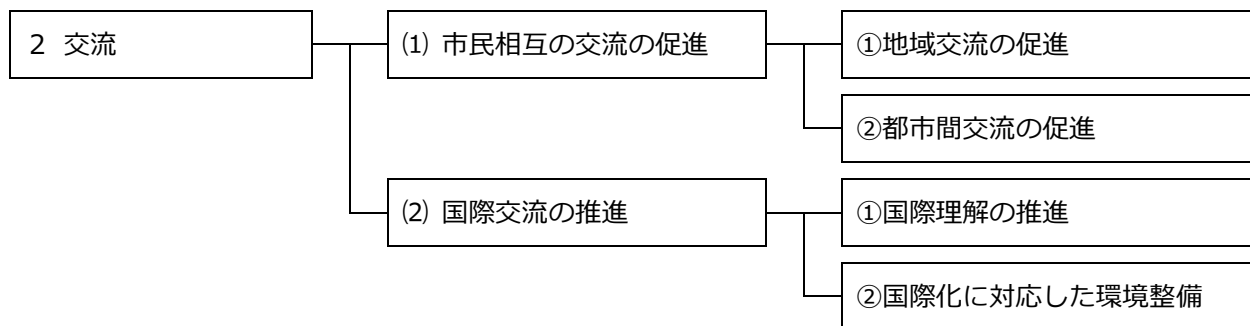 2 交流
⑴ 市民相互の交流の促進
①地域交流の促進
②都市間交流の促進
⑵ 国際交流の推進
①国際理解の推進
②国際化に対応した環境整備